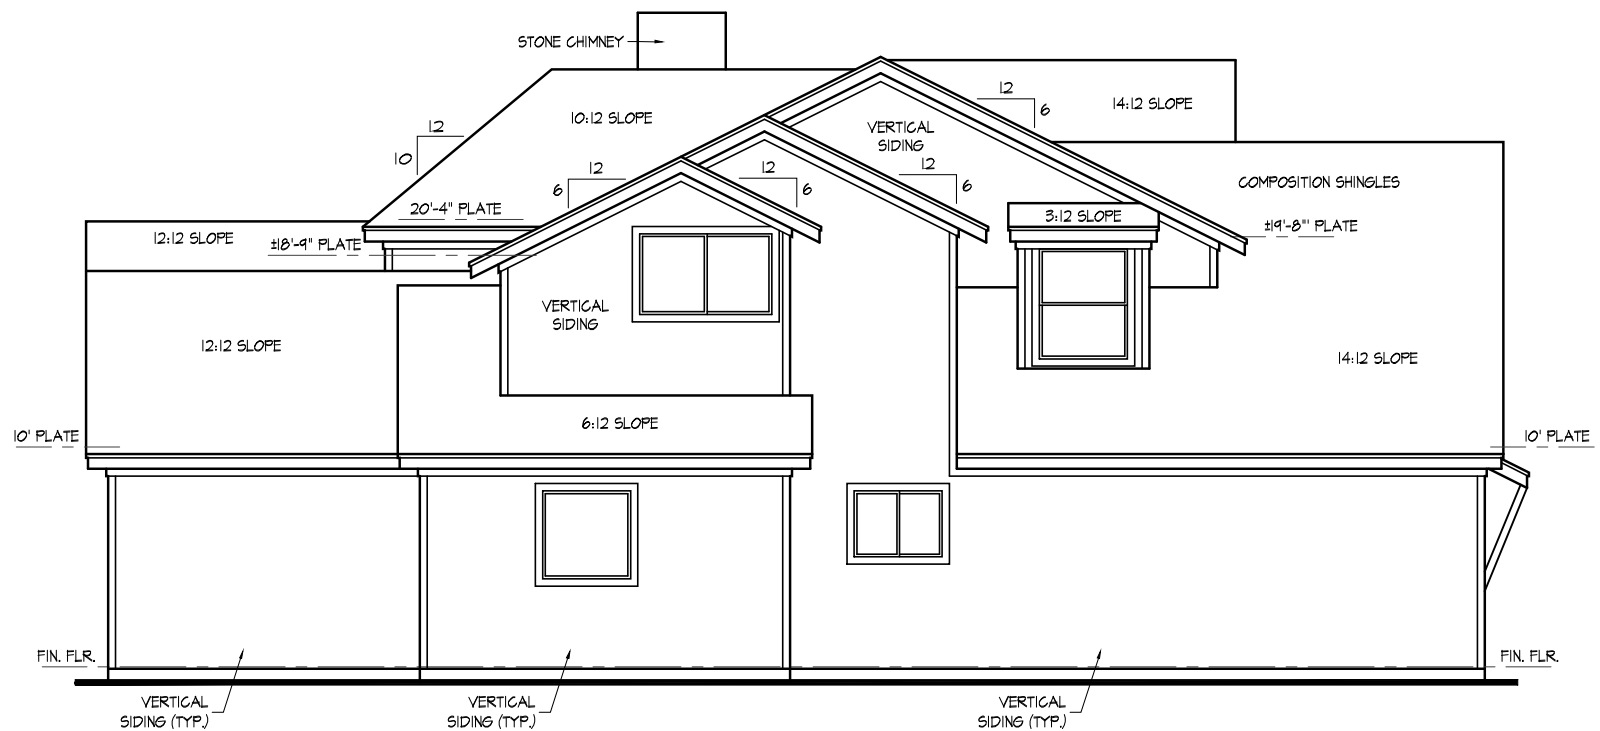 STONE CHIMNEY
12
6
14:12 SLOPE
10:12 SLOPE
12
10
VERTICAL
SIDING
12
6
12
6
12
6
COMPOSITION SHINGLES
20'-4" PLATE
3:12 SLOPE
±19'-8"' PLATE
12:12 SLOPE
±18'-9" PLATE
VERTICAL
SIDING
12:12 SLOPE
14:12 SLOPE
6:12 SLOPE
10' PLATE
10' PLATE
FIN. FLR.
FIN. FLR.
VERTICAL
SIDING (TYP.)
VERTICAL
SIDING (TYP.)
VERTICAL
SIDING (TYP.)